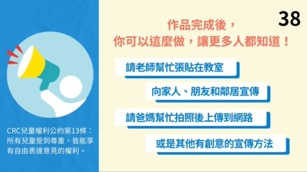 38
作品完成後，
你可以這麼做，讓更多人都知道！
請老師幫忙張貼在教室
向家人、朋友和鄰居宣傳
請爸媽幫忙拍照後上傳到網路
或是其他有創意的宣傳方法
CRC兒童權利公約第13條：
所有兒童受到尊重，皆能享
有自由表達意見的權利。